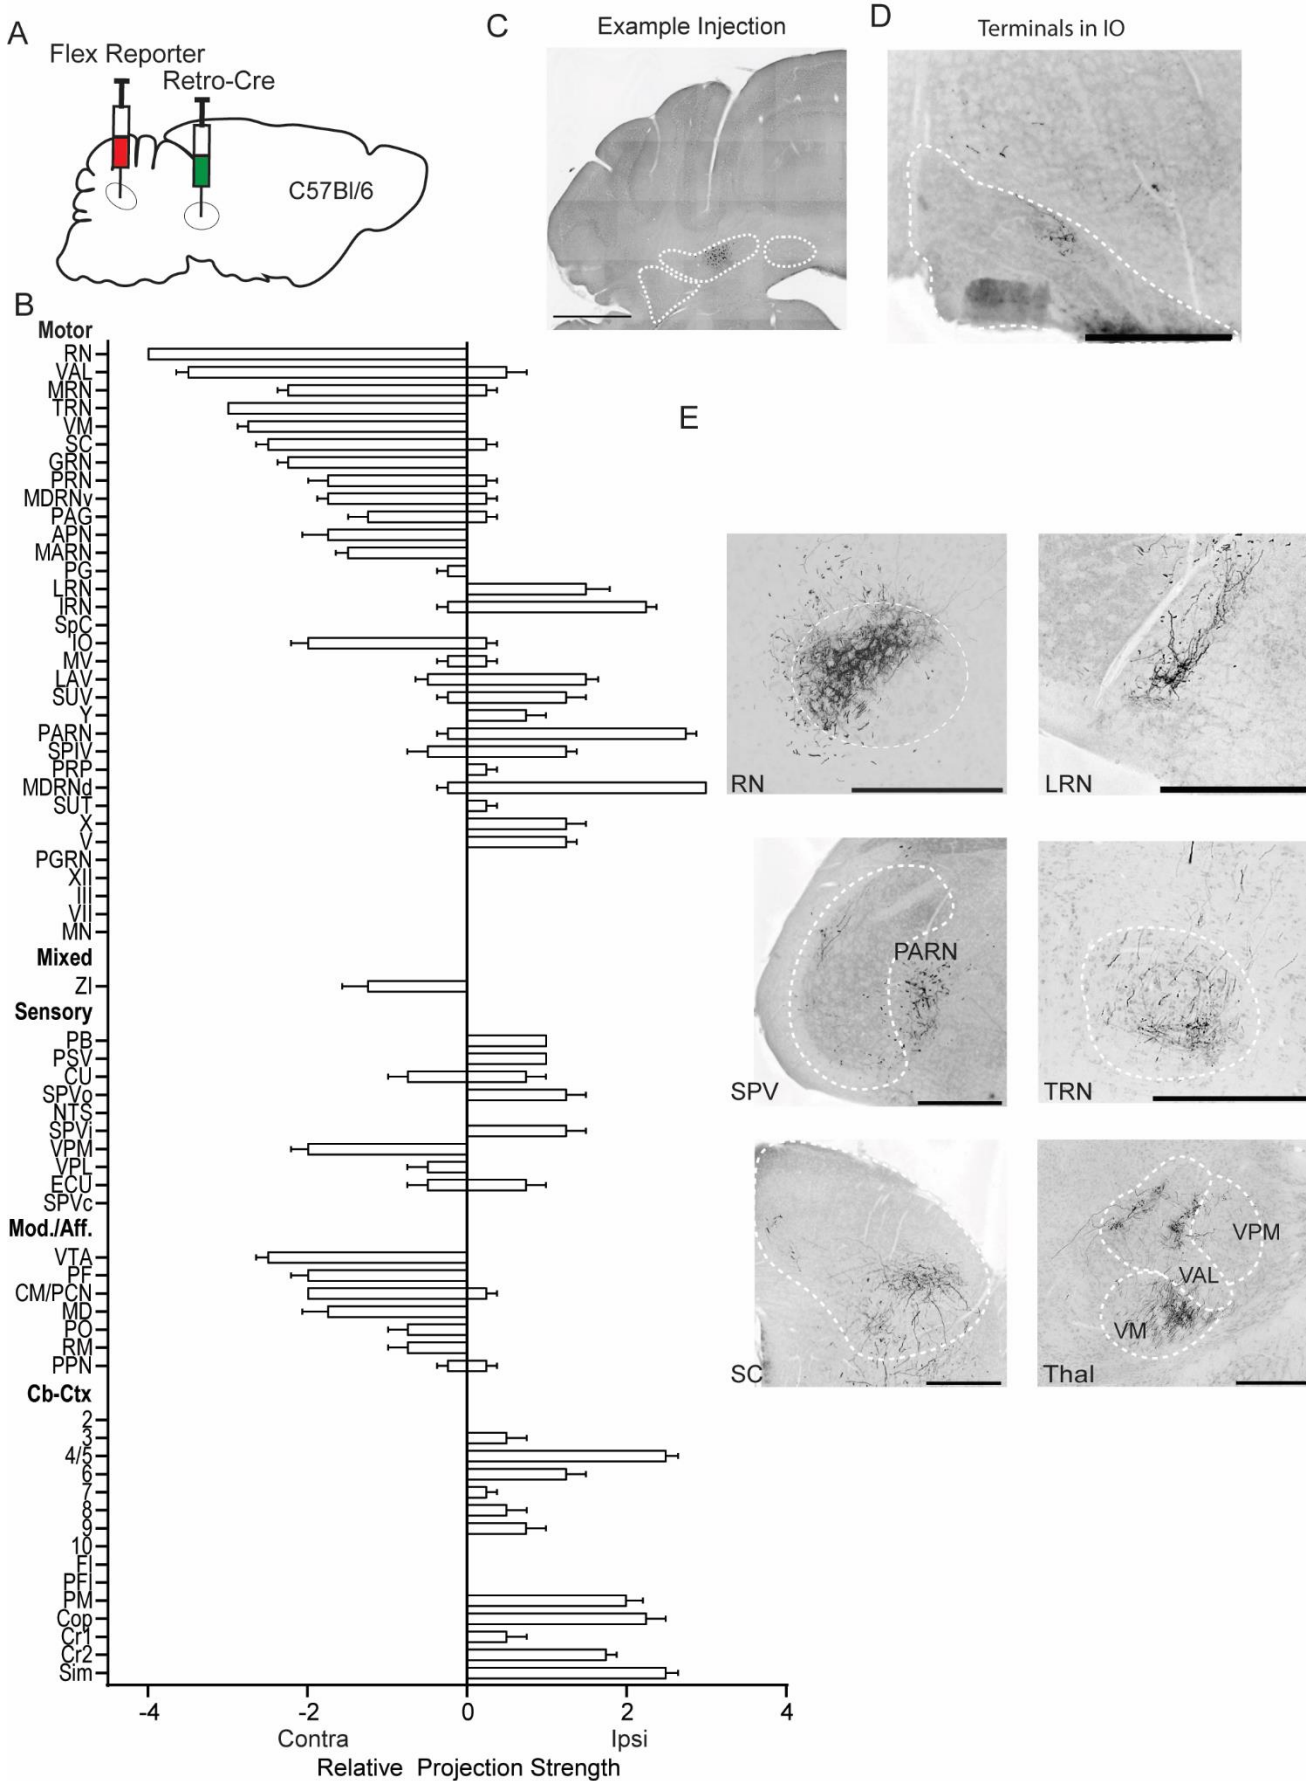 A
Flex Reporter
Retro-Cre
C57Bl/6
C
Example Injection
D
Terminals in IO
B
Motor
RN
VAL
MRN
TRN
VM
SC
GRN
PRN
MDRNv
PAG
APN
MARN
PG
LRN
IRN
SpC
IO
MV
LAV
SUV
Y
PARN
SPIV
PRP
MDRNd
SUT
X
V
PGRN
XII
III
VII
MN
Mixed
ZI
Sensory
PB
PSV
CU
SPVo
NTS
SPVi
VPM
VPL
ECU
SPVc
Mod./Aff.
VTA
PF
CM/PCN
MD
PO
RM
PPN
Cb-Ctx
2
3
4/5
6
7
8
9
10
Fl
PFl
PM
Cop
Cr1
Cr2
Sim
-4 -2 0 2 4
Contra Ipsi
Relative Projection Strength
E
RN
LRN
PARN
SPV
TRN
SC
VPM
VAL
VM
Thal